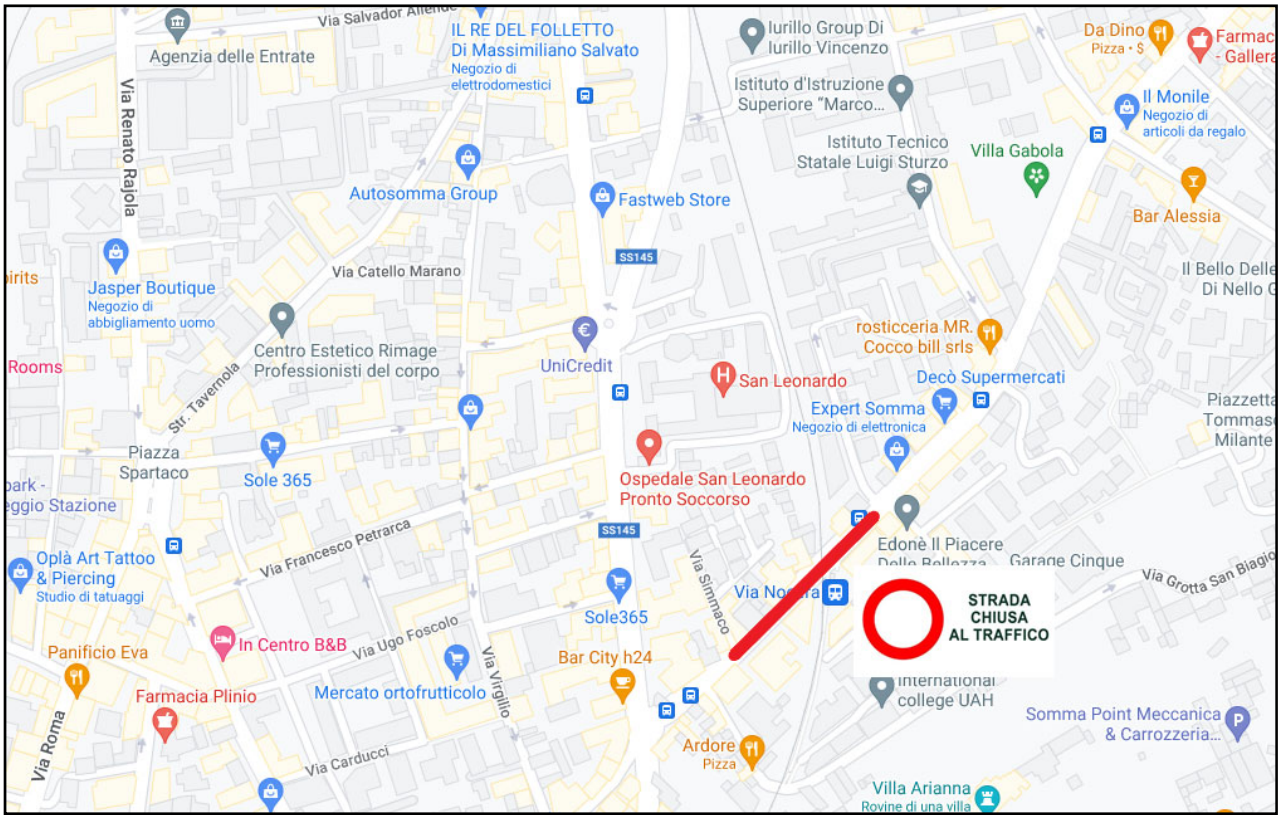 Via Salvador Allende
Agenzia delle Entrate
IL RE DEL FOLLETTO
Di Massimiliano Salvato
Negozio di
elettrodomestici
Iurillo Group Di
Iurillo Vincenzo
Da Dino
Pizza • $
Farmac
- Gallera
Istituto d'Istruzione
Superiore "Marco...
Il Monile
Negozio di
articoli da regalo
Via Renato Rajola
Istituto Tecnico
Statale Luigi Sturzo
Villa Gabola
Autosomma Group
Fastweb Store
Bar Alessia
SS145
Via Catello Marano
Il Bello Delle
Di Nello
pirits
Jasper Boutique
Negozio di
abbigliamento uomo
Centro Estetico Rimage
Professionisti del corpo
UniCredit
rosticceria MR.
Cocco bill srls
Rooms
San Leonardo
Decò Supermercati
Str. Tavernola
Expert Somma
Negozio di elettronica
Piazzetta
Tommaso
Milante
Piazza
Spartaco
Sole 365
Ospedale San Leonardo
Pronto Soccorso
park -
eggio Stazione
SS145
Via Francesco Petrarca
Edonè Il Piacere
Delle Bellezza
Garage Cinque
Via Grotta San Biagio
Oplà Art Tattoo
& Piercing
Studio di tatuaggi
Via Simmaco
Via Nocera
STRADA
CHIUSA
AL TRAFFICO
Sole365
Via Ugo Foscolo
In Centro B&B
Panificio Eva
Bar City h24
Mercato ortofrutticolo
Via Virgilio
International
college UAH
Farmacia Plinio
Somma Point Meccanica
& Carrozzeria...
P
Via Roma
Via Carducci
Ardore
Pizza
Villa Arianna
Rovine di una villa